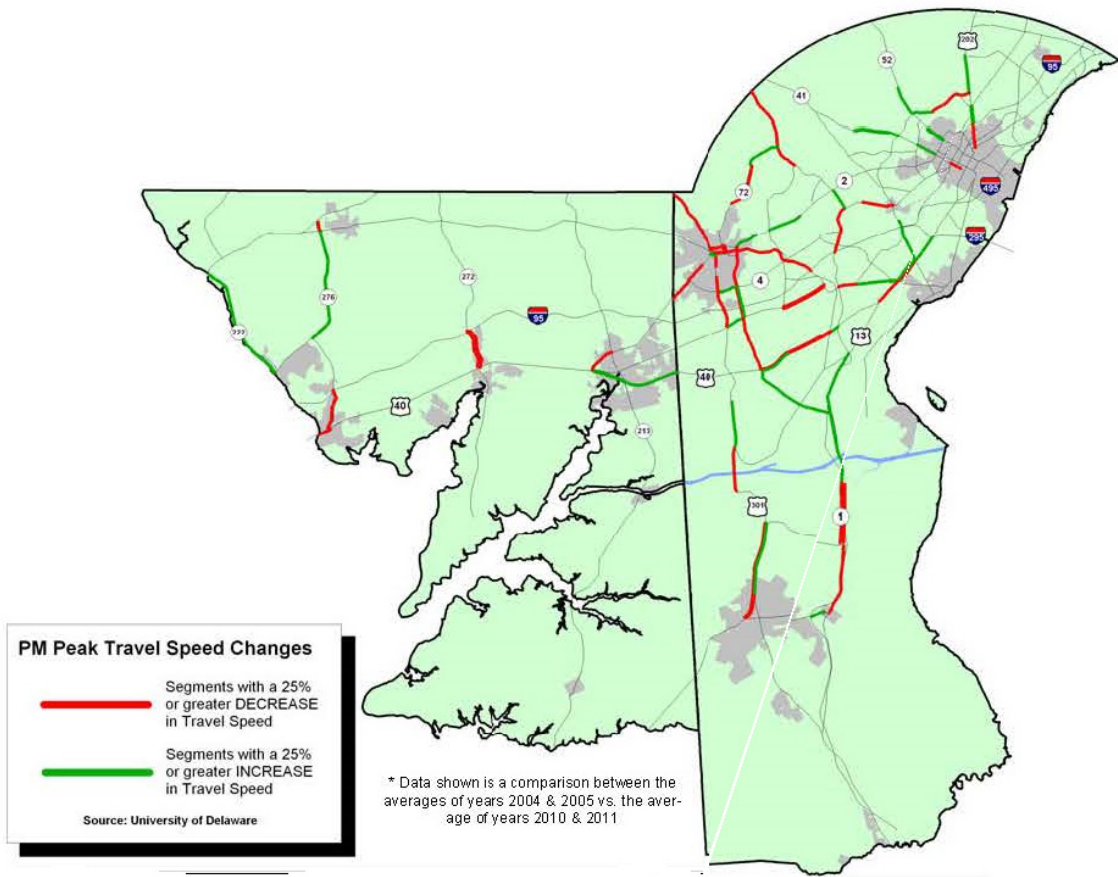 202
52
95
41
2
72
495
295
272
4
276
95
13
222
40
40
213
301
1
PM Peak Travel Speed Changes
Segments with a 25%
or greater DECREASE
in Travel Speed
Segments with a 25%
or greater INCREASE
in Travel Speed
Source: University of Delaware
* Data shown is a comparison between the
averages of years 2004 & 2005 vs. the aver-
age of years 2010 & 2011